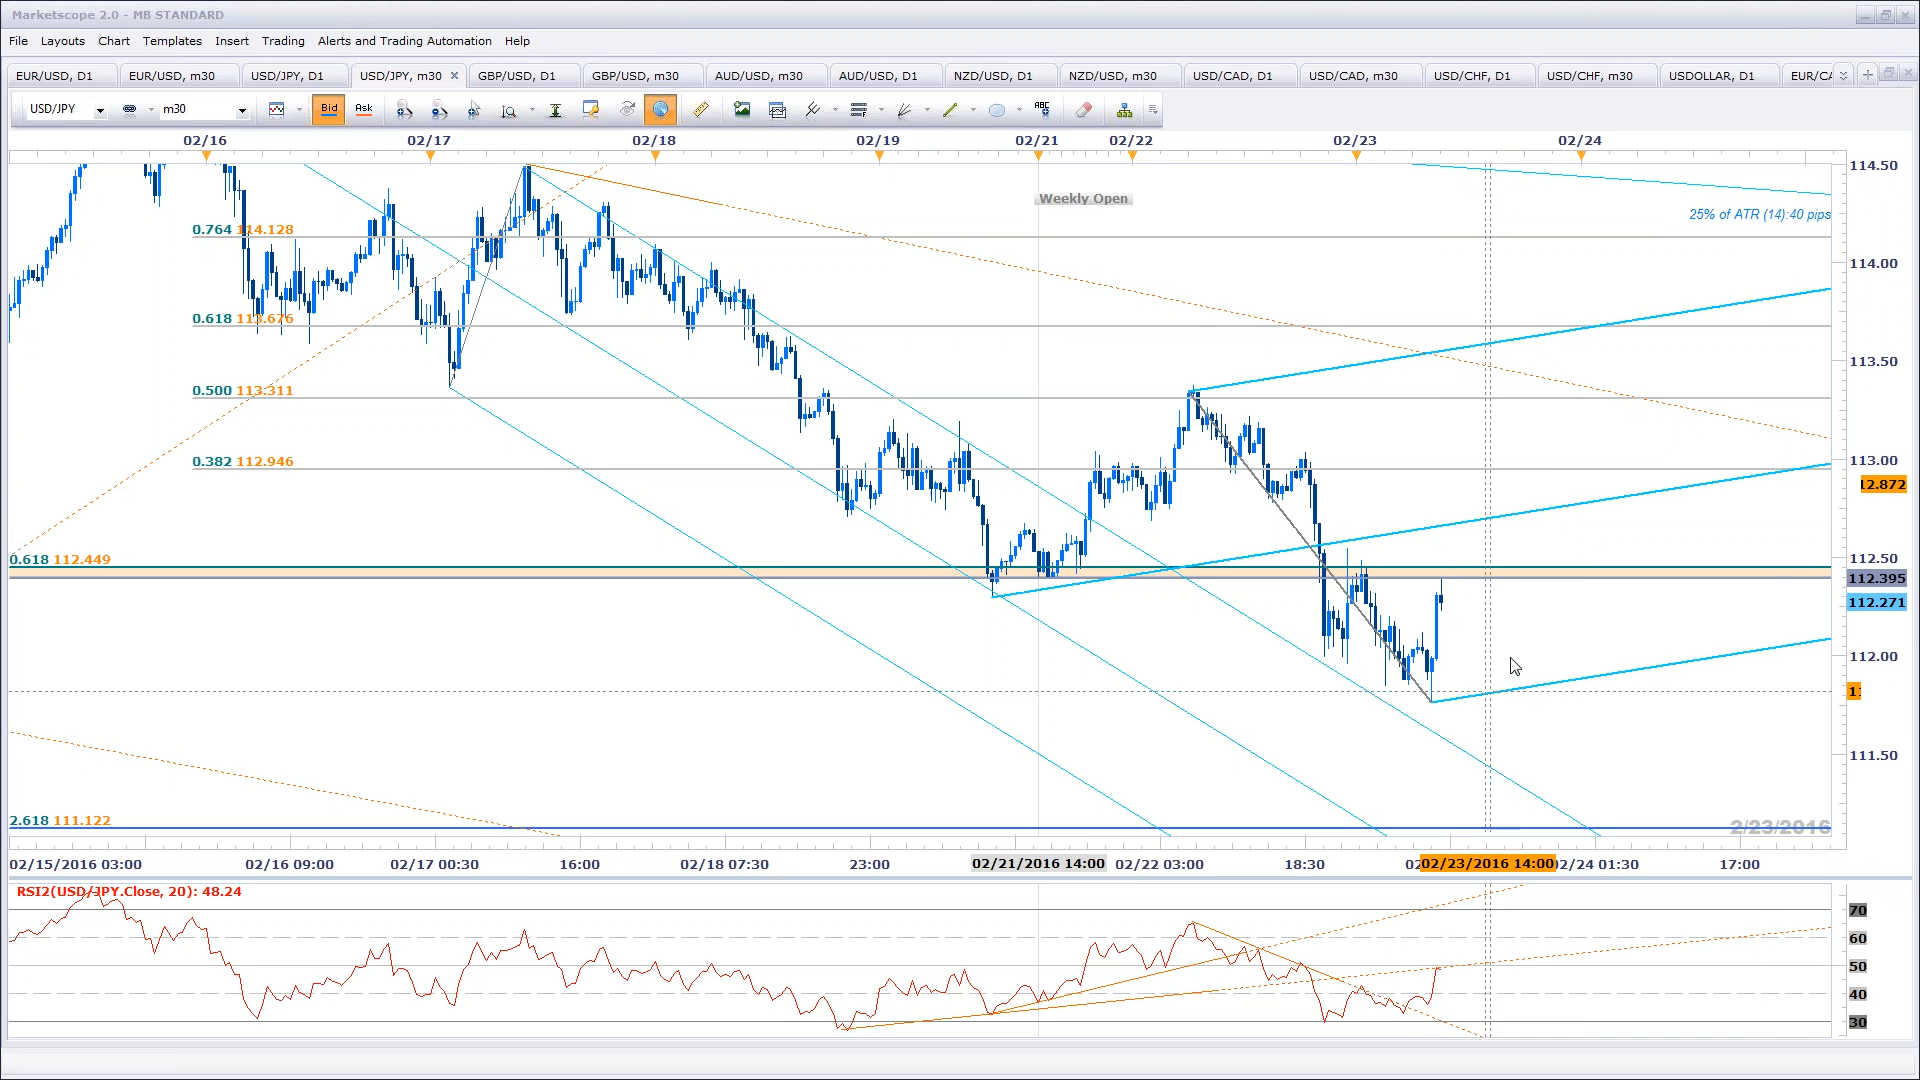 Marketscope 2.0 - MB STANDARD
File Layouts Chart Templates Insert Trading Alerts and Trading Automation Help
EUR/USD, D1 EUR/USD, m30 USD/JPY, D1 USD/JPY, m30 GBP/USD, D1 GBP/USD, m30 AUD/USD, m30 AUD/USD, D1 NZD/USD, D1 NZD/USD, m30 USD/CAD, D1 USD/CAD, m30 USD/CHF, D1 USD/CHF, m30 USDOLLAR, D1 EUR/CA
USD/JPY m30 Bid Ask ABC
02/16 02/17 02/18 02/19 02/21 02/22 02/23 02/24
114.50
Weekly Open
25% of ATR (14):40 pips
0.764 114.128
114.00
0.618 113.676
113.50
0.500 113.311
0.382 112.946
113.00
12.872
0.618 112.449
112.50
112.395
112.271
112.00
11
111.50
2.618 111.122
2/23/2016
02/15/2016 03:00 02/16 09:00 02/17 00:30 16:00 02/18 07:30 23:00 02/21/2016 14:00 02/22 03:00 18:30 02 02/23/2016 14:00 02/24 01:30 17:00
RSI2(USD/JPY.Close, 20): 48.24
70
60
50
40
30